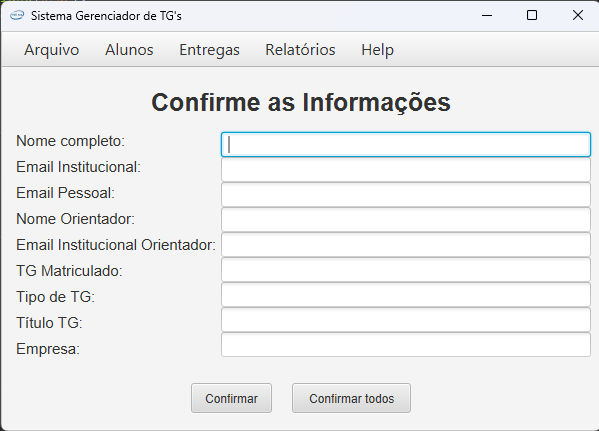 Sistema Gerenciador de TG's
Arquivo Alunos Entregas Relatórios Help
Confirme as Informações
Nome completo:
Email Institucional:
Email Pessoal:
Nome Orientador:
Email Institucional Orientador:
TG Matriculado:
Tipo de TG:
Título TG:
Empresa:
Confirmar Confirmar todos